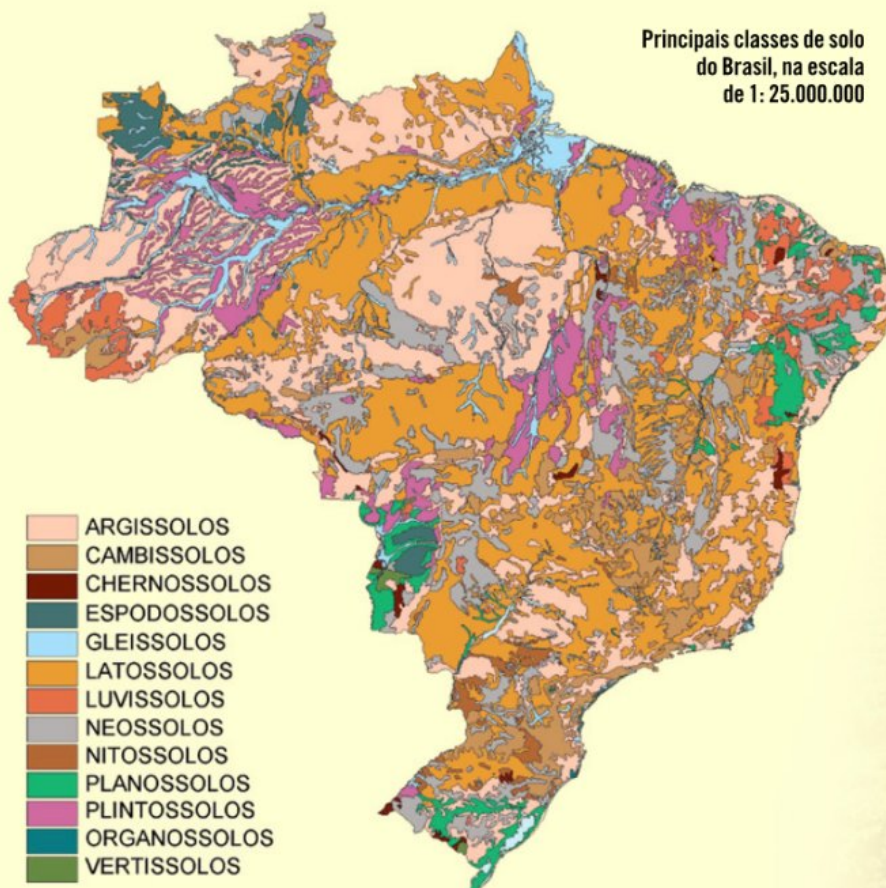 Principais classes de solo
do Brasil, na escala
de 1: 25.000.000
ARGISSOLOS
CAMBISSOLOS
CHERNOSSOLOS
ESPODOSSOLOS
GLEISSOLOS
LATOSSOLOS
LUVISSOLOS
NEOSSOLOS
NITOSSOLOS
PLANOSSOLOS
PLINTOSSOLOS
ORGANOSSOLOS
VERTISSOLOS